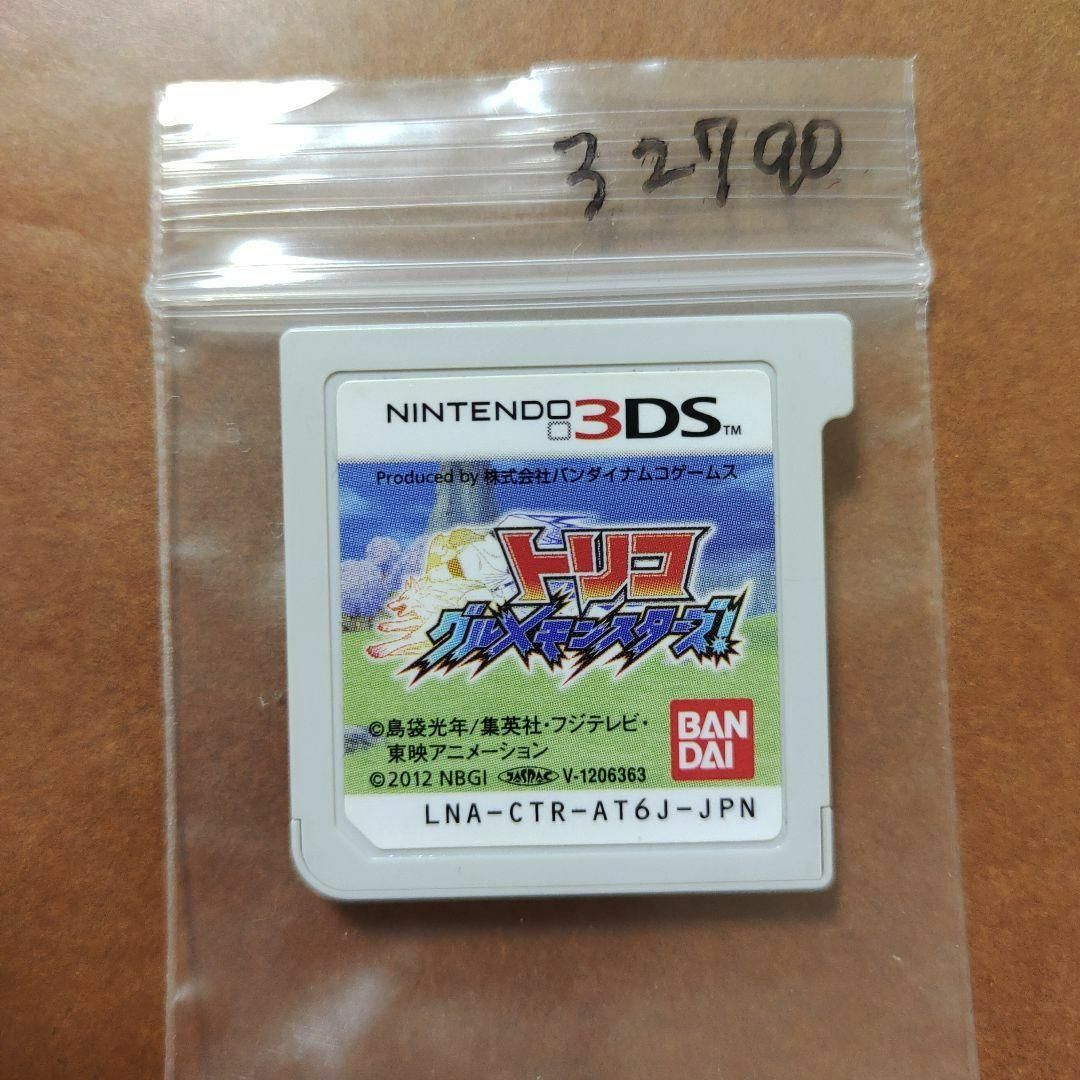 32790
NINTENDO 3DS™
Produced by 株式会社バンダイナムコゲームス
トリコ
グルメモンスターズ!
©島袋光年/集英社・フジテレビ・
東映アニメーション
©2012 NBGI JASRAC V-1206363
BAN
DAI
LNA-CTR-AT6J-JPN